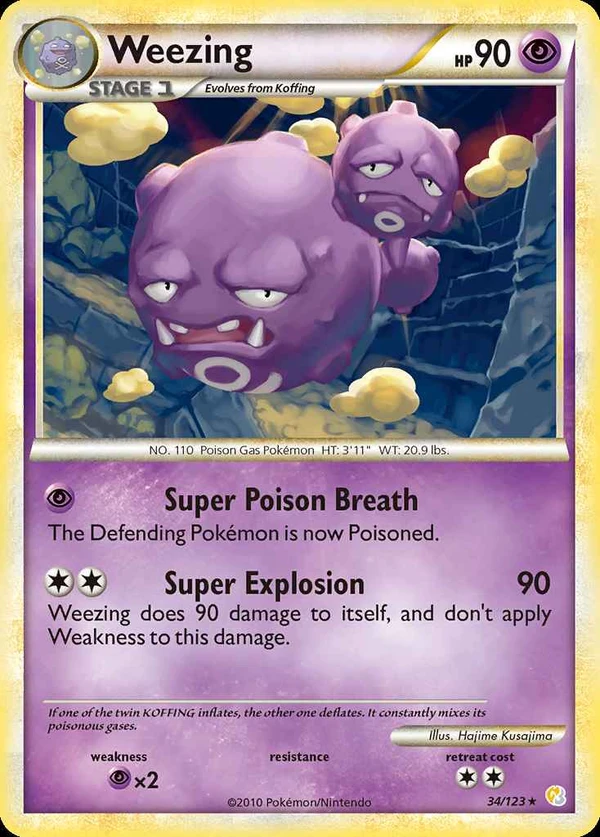 Weezing
HP 90
STAGE 1 Evolves from Koffing
NO. 110 Poison Gas Pokémon HT: 3'11" WT: 20.9 lbs.
Super Poison Breath
The Defending Pokémon is now Poisoned.
Super Explosion 90
Weezing does 90 damage to itself, and don't apply
Weakness to this damage.
If one of the twin KOFFING inflates, the other one deflates. It constantly mixes its
poisonous gases.
Illus. Hajime Kusajima
weakness resistance retreat cost
×2
©2010 Pokémon/Nintendo 34/123★